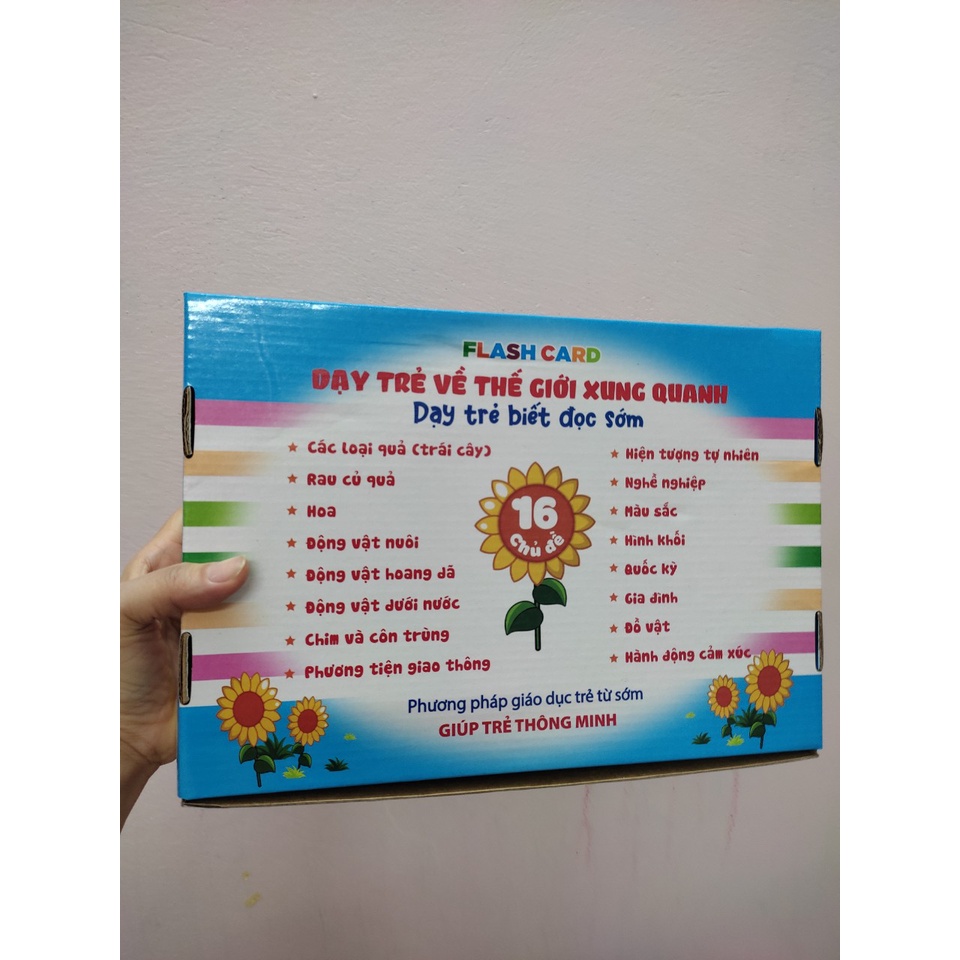 FLASH CARD
DẠY TRẺ VỀ THẾ GIỚI XUNG QUANH
Dạy trẻ biết đọc sớm
Các loại quả (trái cây)
Rau củ quả
Hoa
Động vật nuôi
Động vật hoang dã
Động vật dưới nước
Chim và côn trùng
Phương tiện giao thông
16
Chủ đề
Hiện tượng tự nhiên
Nghề nghiệp
Màu sắc
Hình khối
Quốc kỳ
Gia đình
Đồ vật
Hành động cảm xúc
Phương pháp giáo dục trẻ từ sớm
GIÚP TRẺ THÔNG MINH